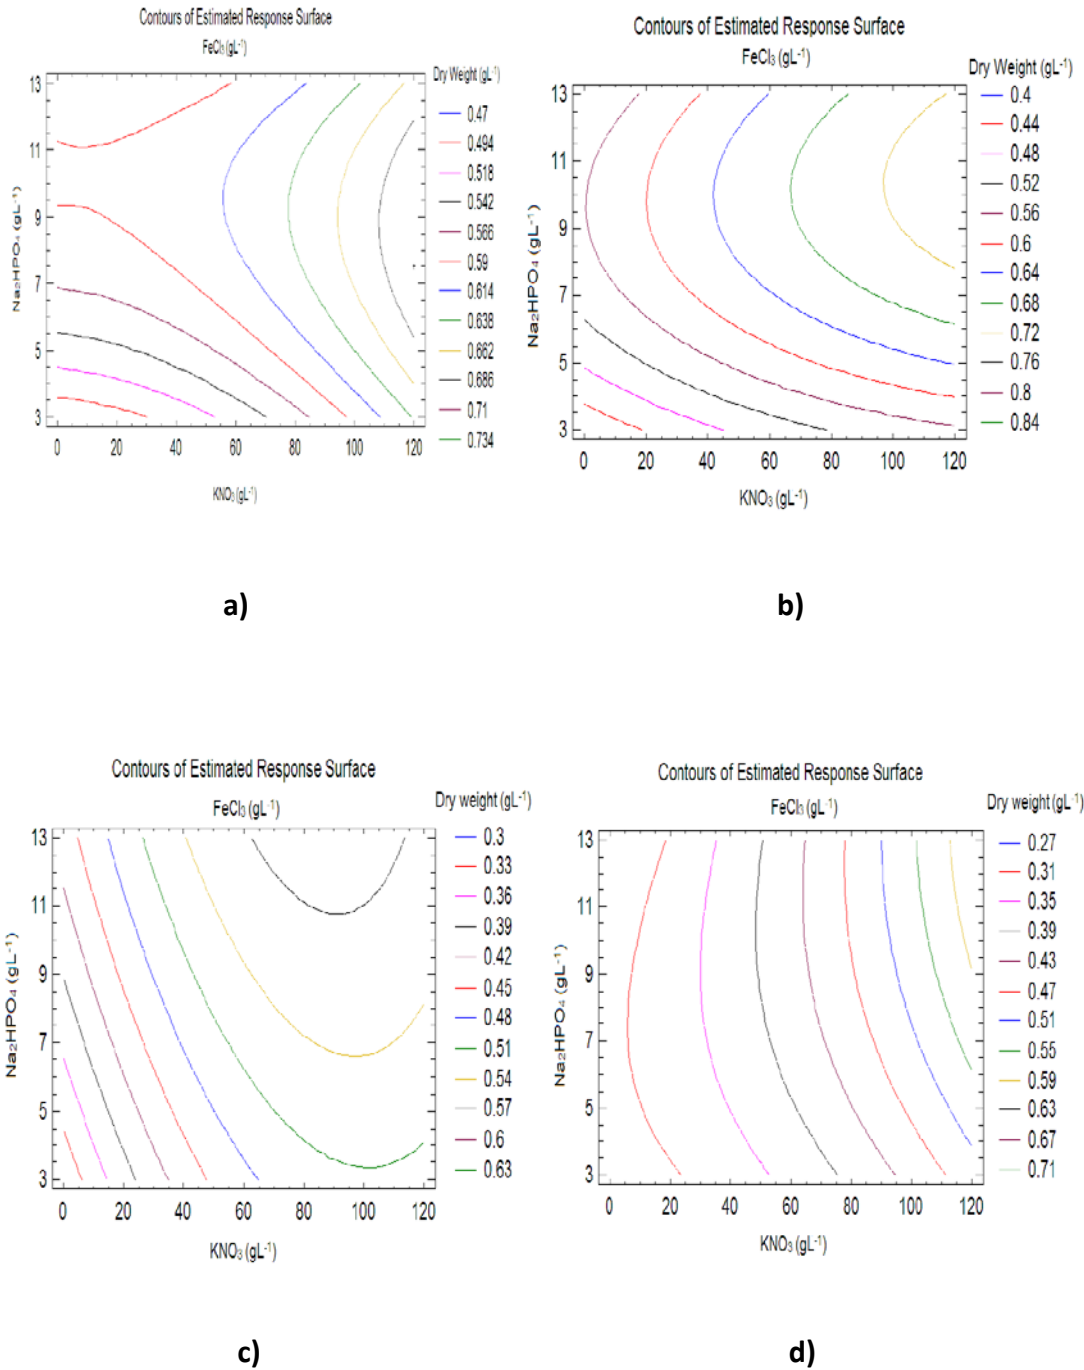 Contours of Estimated Response Surface
FeCl₃ (gL⁻¹)
Dry Weight (gL⁻¹)
0.47
0.494
0.518
0.542
0.566
0.59
0.614
0.638
0.662
0.686
0.71
0.734
Na₂HPO₄ (gL⁻¹)
13
11
9
7
5
3
0 20 40 60 80 100 120
KNO₃ (gL⁻¹)
a)
Contours of Estimated Response Surface
FeCl₃ (gL⁻¹)
Dry Weight (gL⁻¹)
0.4
0.44
0.48
0.52
0.56
0.6
0.64
0.68
0.72
0.76
0.8
0.84
Na₂HPO₄ (gL⁻¹)
13
11
9
7
5
3
0 20 40 60 80 100 120
KNO₃ (gL⁻¹)
b)
Contours of Estimated Response Surface
FeCl₃ (gL⁻¹)
Dry weight (gL⁻¹)
0.3
0.33
0.36
0.39
0.42
0.45
0.48
0.51
0.54
0.57
0.6
0.63
Na₂HPO₄ (gL⁻¹)
13
11
9
7
5
3
0 20 40 60 80 100 120
KNO₃ (gL⁻¹)
c)
Contours of Estimated Response Surface
FeCl₃ (gL⁻¹)
Dry weight (gL⁻¹)
0.27
0.31
0.35
0.39
0.43
0.47
0.51
0.55
0.59
0.63
0.67
0.71
Na₂HPO₄ (gL⁻¹)
13
11
9
7
5
3
0 20 40 60 80 100 120
KNO₃ (gL⁻¹)
d)